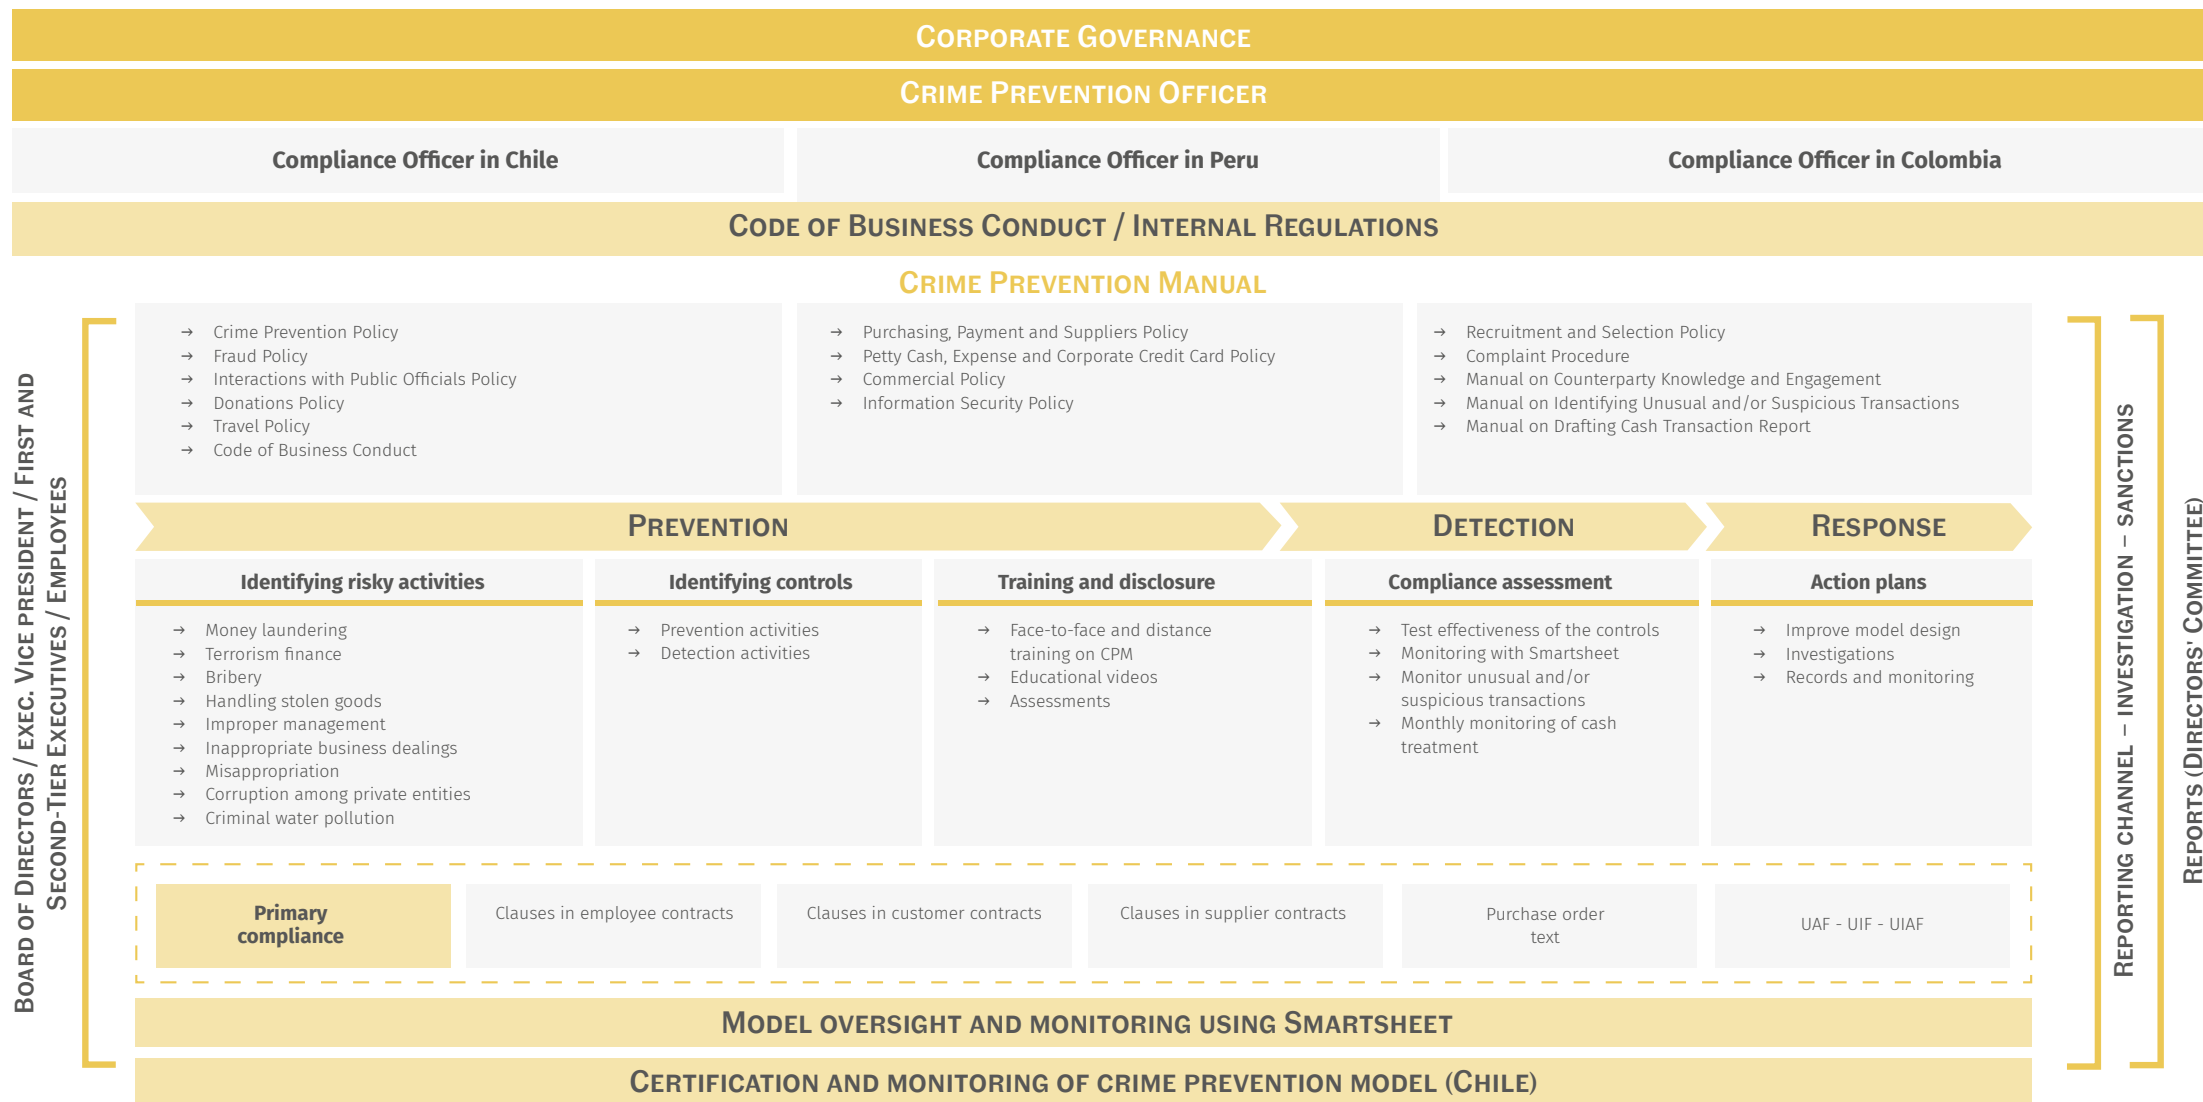 CORPORATE GOVERNANCE
CRIME PREVENTION OFFICER
Compliance Officer in Chile
Compliance Officer in Peru
Compliance Officer in Colombia
CODE OF BUSINESS CONDUCT / INTERNAL REGULATIONS
CRIME PREVENTION MANUAL
BOARD OF DIRECTORS / EXEC. VICE PRESIDENT / FIRST AND
SECOND-TIER EXECUTIVES / EMPLOYEES
→ Crime Prevention Policy
→ Fraud Policy
→ Interactions with Public Officials Policy
→ Donations Policy
→ Travel Policy
→ Code of Business Conduct
→ Purchasing, Payment and Suppliers Policy
→ Petty Cash, Expense and Corporate Credit Card Policy
→ Commercial Policy
→ Information Security Policy
→ Recruitment and Selection Policy
→ Complaint Procedure
→ Manual on Counterparty Knowledge and Engagement
→ Manual on Identifying Unusual and/or Suspicious Transactions
→ Manual on Drafting Cash Transaction Report
PREVENTION
DETECTION
RESPONSE
Identifying risky activities
→ Money laundering
→ Terrorism finance
→ Bribery
→ Handling stolen goods
→ Improper management
→ Inappropriate business dealings
→ Misappropriation
→ Corruption among private entities
→ Criminal water pollution
Identifying controls
→ Prevention activities
→ Detection activities
Training and disclosure
→ Face-to-face and distance
training on CPM
→ Educational videos
→ Assessments
Compliance assessment
→ Test effectiveness of the controls
→ Monitoring with Smartsheet
→ Monitor unusual and/or
suspicious transactions
→ Monthly monitoring of cash
treatment
Action plans
→ Improve model design
→ Investigations
→ Records and monitoring
Primary
compliance
Clauses in employee contracts
Clauses in customer contracts
Clauses in supplier contracts
Purchase order
text
UAF - UIF - UIAF
MODEL OVERSIGHT AND MONITORING USING SMARTSHEET
CERTIFICATION AND MONITORING OF CRIME PREVENTION MODEL (CHILE)
REPORTING CHANNEL – INVESTIGATION – SANCTIONS
REPORTS (DIRECTORS' COMMITTEE)